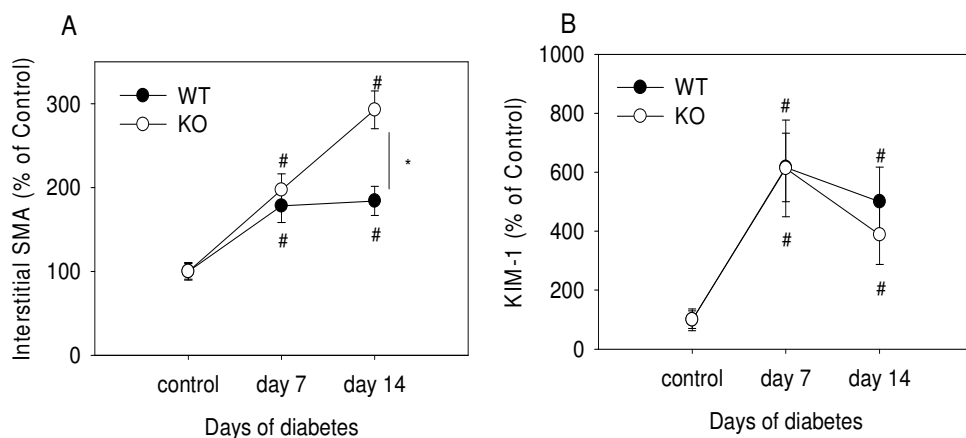 A
Interstitial SMA (% of Control)
300
200
100
0
WT
KO
#
#
#
#
*
control
day 7
day 14
Days of diabetes
B
KIM-1 (% of Control)
1000
800
600
400
200
0
WT
KO
#
#
#
#
control
day 7
day 14
Days of diabetes